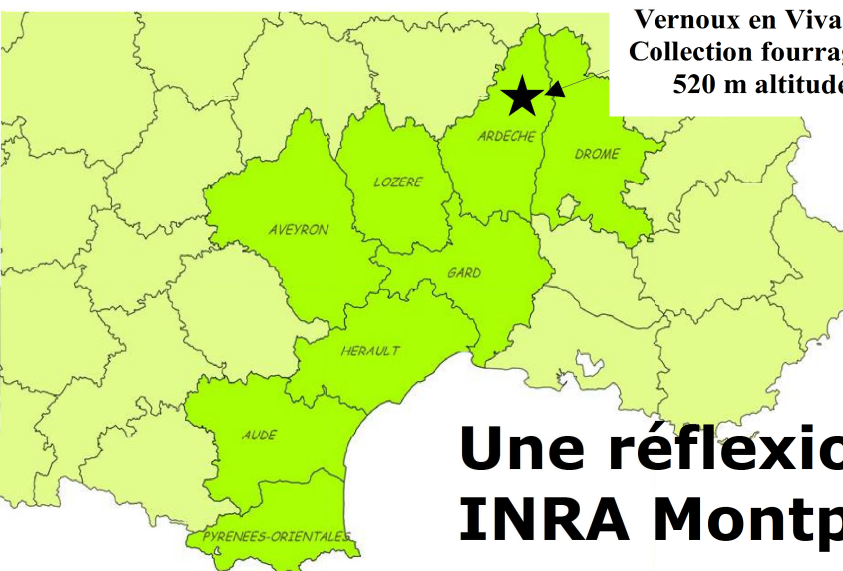 Vernoux en Viva
Collection fourrag
520 m altitude
ARDECHE
DROME
LOZERE
AVEYRON
GARD
HERAULT
AUDE
PYRENEES-ORIENTALES
Une réflexio
INRA Montp